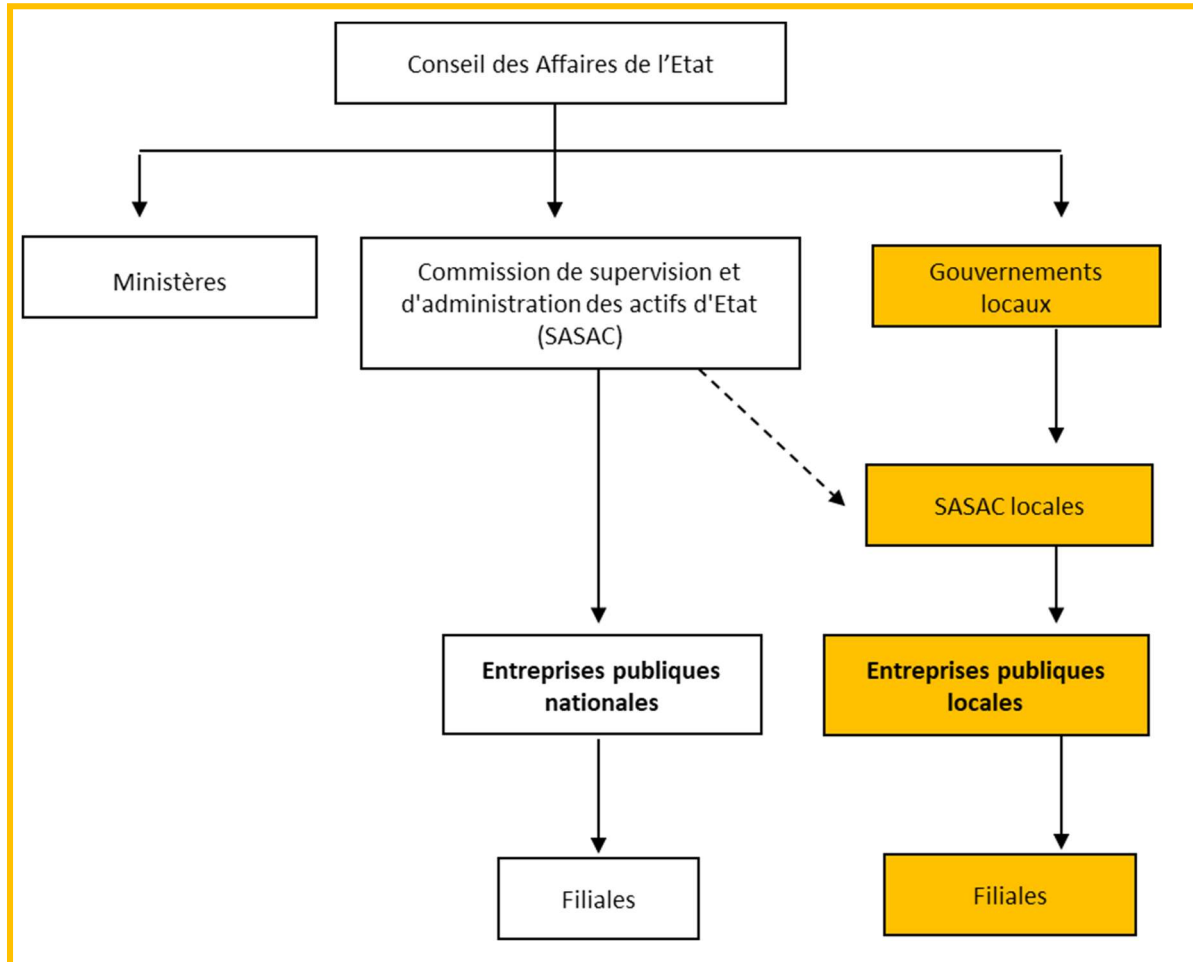 Conseil des Affaires de l’Etat
Ministères
Commission de supervision et
d'administration des actifs d'Etat
(SASAC)
Gouvernements
locaux
SASAC locales
Entreprises publiques
nationales
Entreprises publiques
locales
Filiales
Filiales